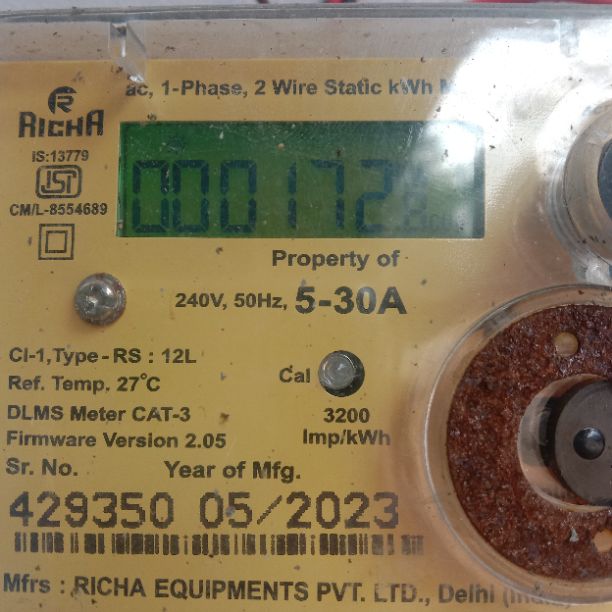 ac, 1-Phase, 2 Wire Static kWh
RICHA
IS:13779
ISI
CM/L-8554689
000172
Property of
240V, 50Hz, 5-30A
Cl-1,Type-RS : 12L
Ref. Temp. 27°C
Cal
DLMS Meter CAT-3
3200
Firmware Version 2.05
Imp/kWh
Sr. No. Year of Mfg.
429350 05/2023
Mfrs : RICHA EQUIPMENTS PVT. LTD., Delhi